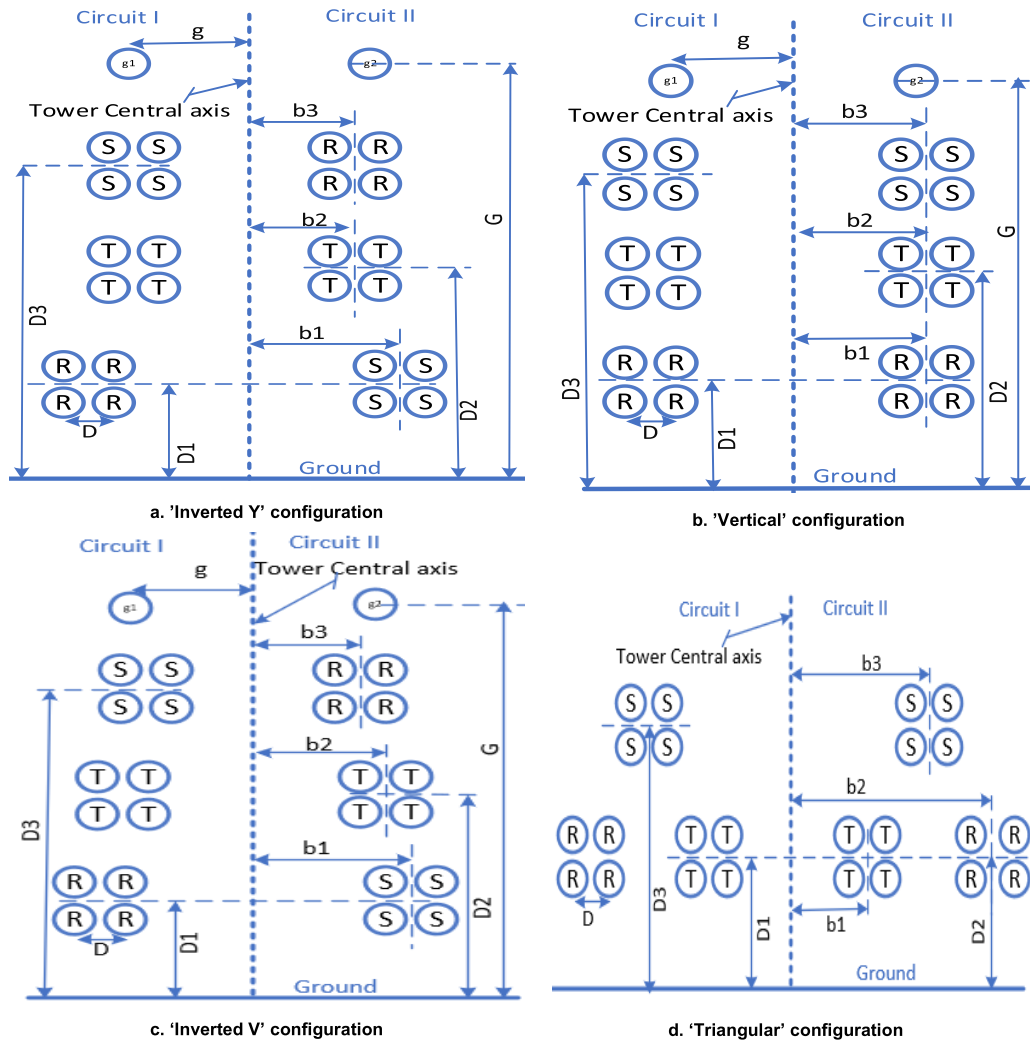 Circuit I Circuit II
g
g1 g2
Tower Central axis
b3
S S R R
S S R R
b2 G
T T T T
T T T T
D3
b1
R R S S
R R S S
D D1 D2
Ground
a. ’Inverted Y’ configuration
Circuit I Circuit II
g
g1 g2
Tower Central axis
b3
S S S S
S S S S
b2 G
T T T T
T T T T
D3
b1
R R R R
R R R R
D D1 D2
Ground
b. ’Vertical’ configuration
Circuit I Circuit II
g Tower Central axis
g1 g2
b3
S S R R
S S R R
b2 G
T T T T
T T T T
D3
b1
R R S S
R R S S
D D1 D2
Ground
c. ‘Inverted V’ configuration
Circuit I Circuit II
Tower Central axis
b3
S S S S
S S S S
b2
R R T T T T R R
R R T T T T R R
D D3 D1 b1 D2
Ground
d. ‘Triangular’ configuration